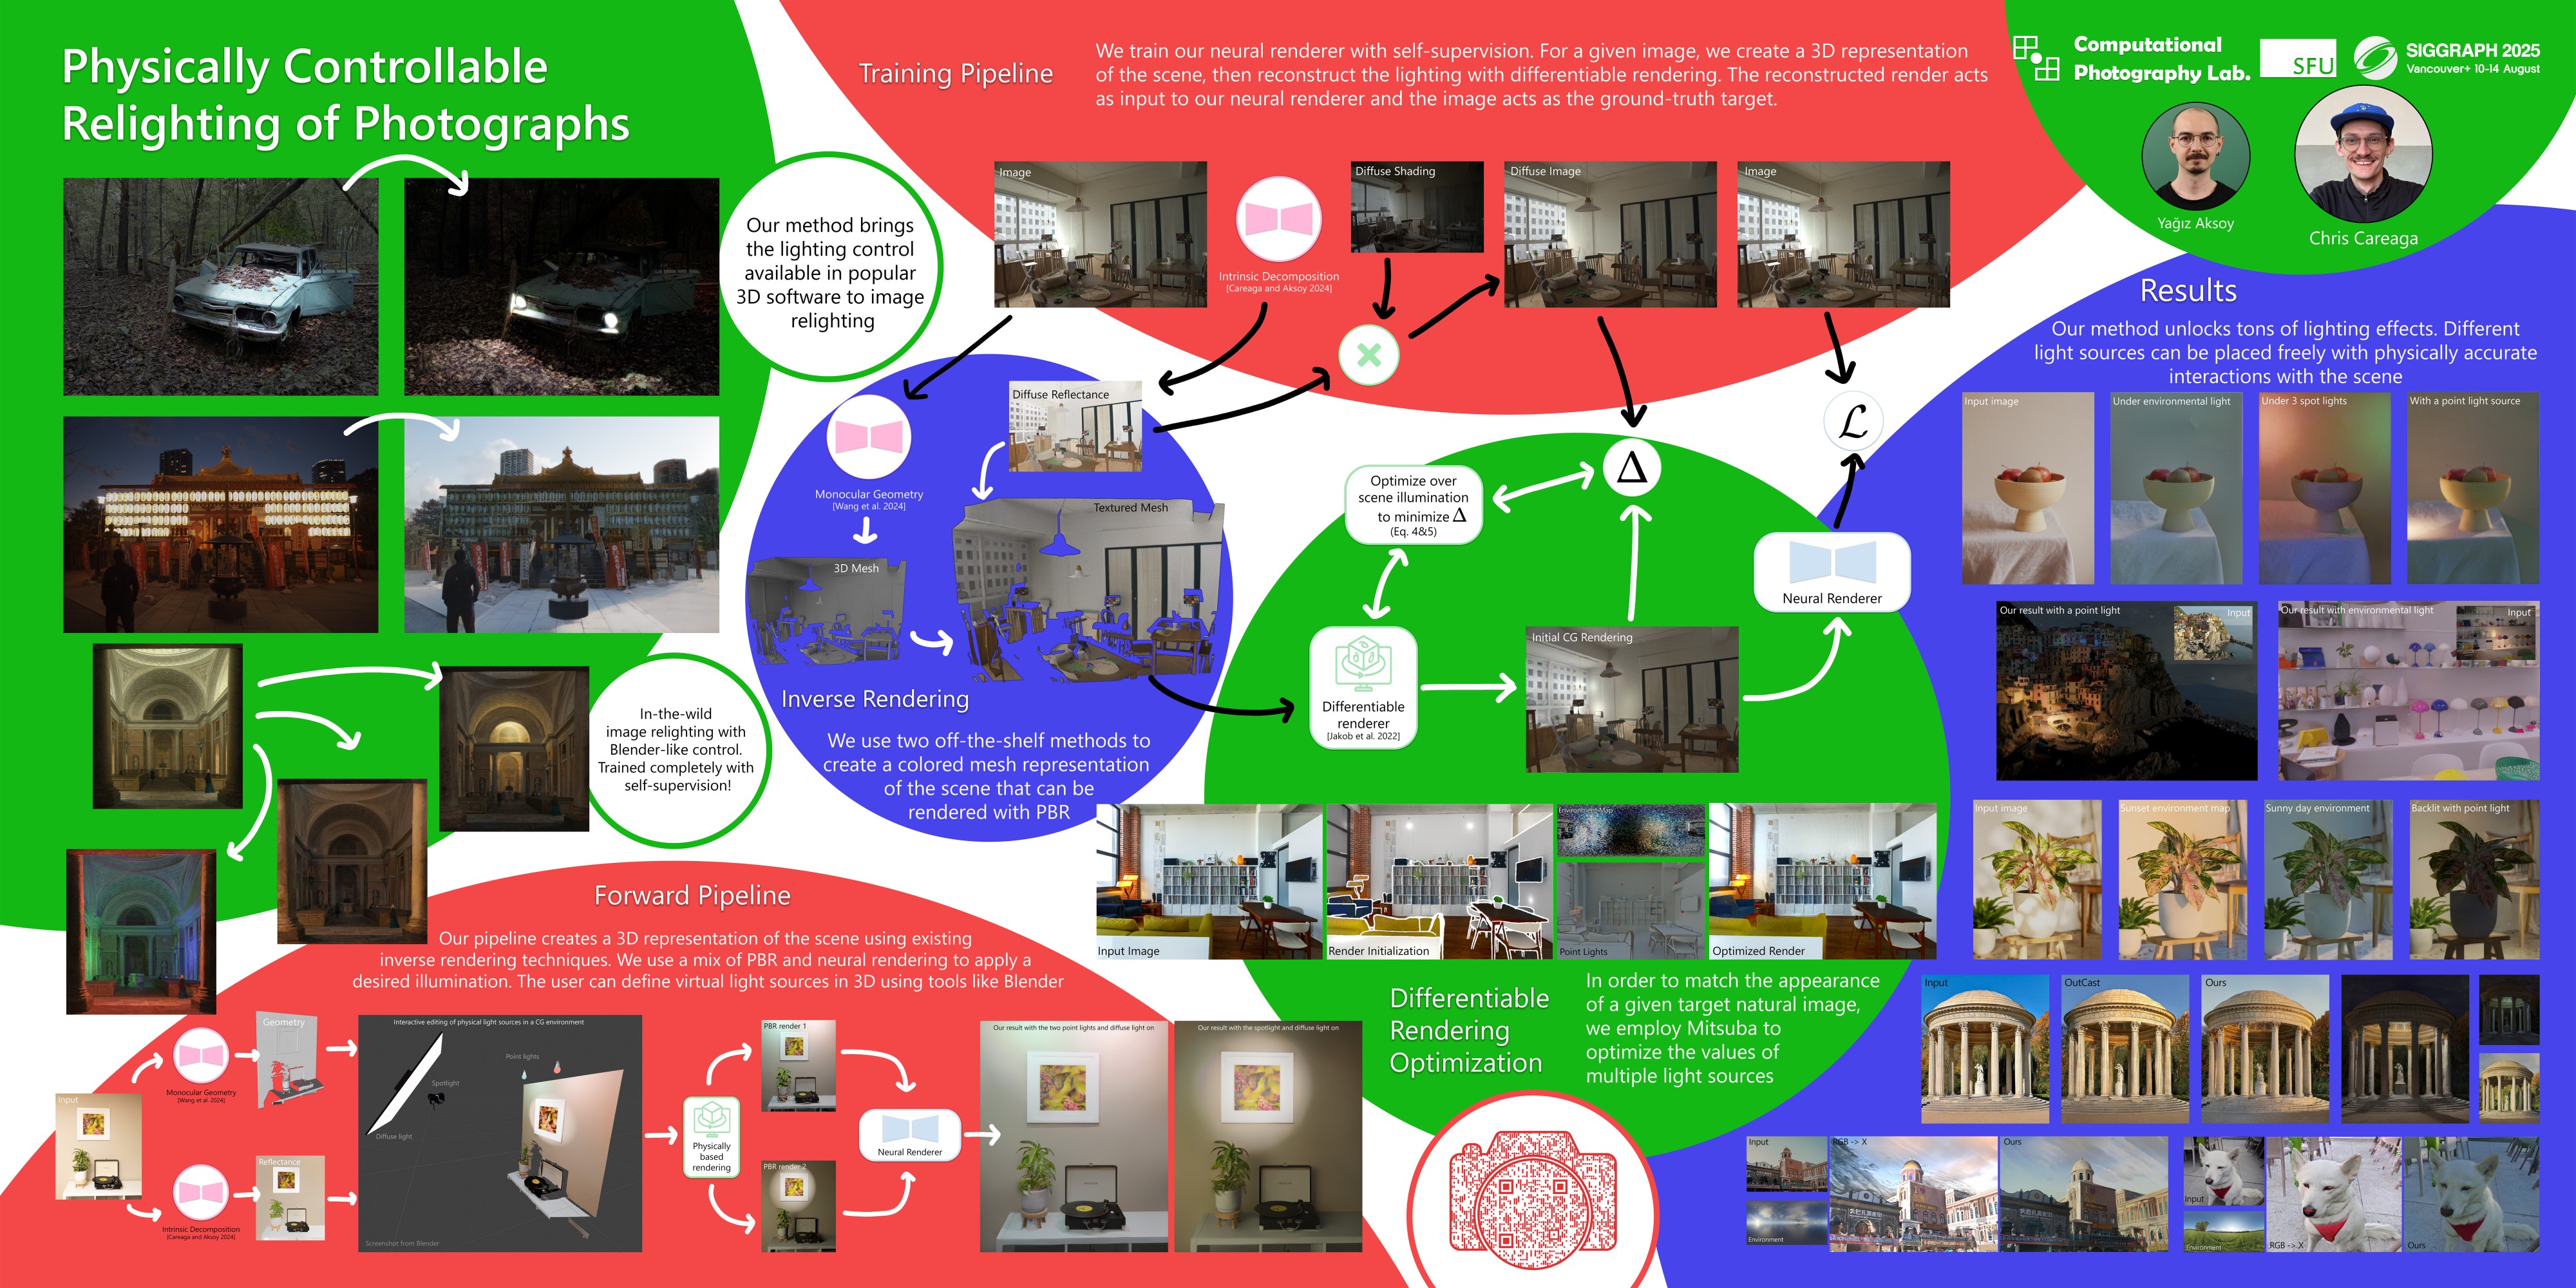 Physically Controllable
Relighting of Photographs
Our method brings
the lighting control
available in popular
3D software to image
relighting
In-the-wild
image relighting with
Blender-like control.
Trained completely with
self-supervision!
Training Pipeline
We train our neural renderer with self-supervision. For a given image, we create a 3D representation
of the scene, then reconstruct the lighting with differentiable rendering. The reconstructed render acts
as input to our neural renderer and the image acts as the ground-truth target.
Image
Intrinsic Decomposition
[Careaga and Aksoy 2024]
Diffuse Shading
Diffuse Image
Image
Computational
Photography Lab.
SFU
SIGGRAPH 2025
Vancouver+ 10-14 August
Yağız Aksoy
Chris Careaga
Diffuse Reflectance
Monocular Geometry
[Wang et al. 2024]
3D Mesh
Textured Mesh
Inverse Rendering
We use two off-the-shelf methods to
create a colored mesh representation
of the scene that can be
rendered with PBR
Optimize over
scene illumination
to minimize Δ
(Eq. 4&5)
Δ
ℒ
Differentiable
renderer
[Jakob et al. 2022]
Initial CG Rendering
Neural Renderer
Input Image
Render Initialization
Environment Map
Point Lights
Optimized Render
Differentiable
Rendering
Optimization
In order to match the appearance
of a given target natural image,
we employ Mitsuba to
optimize the values of
multiple light sources
Forward Pipeline
Our pipeline creates a 3D representation of the scene using existing
inverse rendering techniques. We use a mix of PBR and neural rendering to apply a
desired illumination. The user can define virtual light sources in 3D using tools like Blender
Input
Monocular Geometry
[Wang et al. 2024]
Geometry
Intrinsic Decomposition
[Careaga and Aksoy 2024]
Reflectance
Interactive editing of physical light sources in a CG environment
Point lights
Spotlight
Diffuse light
Screenshot from Blender
Physically
based
rendering
PBR render 1
PBR render 2
Neural Renderer
Our result with the two point lights and diffuse light on
Our result with the spotlight and diffuse light on
Results
Our method unlocks tons of lighting effects. Different
light sources can be placed freely with physically accurate
interactions with the scene
Input image
Under environmental light
Under 3 spot lights
With a point light source
Our result with a point light
Input
Our result with environmental light
Input
Input image
Sunset environment map
Sunny day environment
Backlit with point light
Input
OutCast
Ours
Input
Environment
RGB -> X
Ours
Input
Environment
RGB -> X
Ours